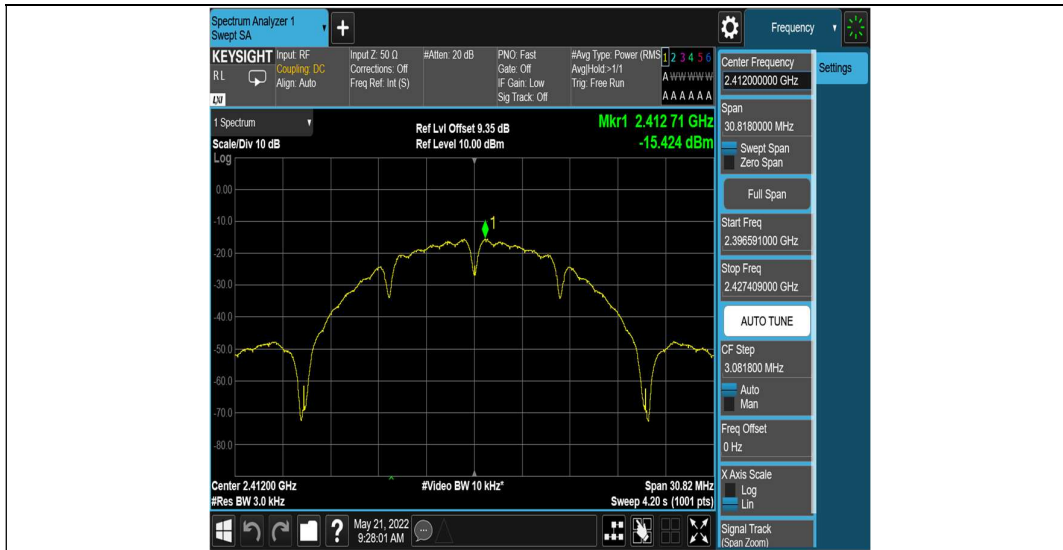 Spectrum Analyzer 1
Swept SA
+
Frequency
KEYSIGHT
R L
LXI
Input: RF
Coupling: DC
Align: Auto
Input Z: 50 Ω
Corrections: Off
Freq Ref: Int (S)
#Atten: 20 dB
PNO: Fast
Gate: Off
IF Gain: Low
Sig Track: Off
#Avg Type: Power (RMS
Avg|Hold:>1/1
Trig: Free Run
1 2 3 4 5 6
A W W W W W
A A A A A A
1 Spectrum
Scale/Div 10 dB
Log
Ref Lvl Offset 9.35 dB
Ref Level 10.00 dBm
Mkr1 2.412 71 GHz
-15.424 dBm
0.00
-10.0
-20.0
-30.0
-40.0
-50.0
-60.0
-70.0
-80.0
1
Center 2.41200 GHz
#Res BW 3.0 kHz
#Video BW 10 kHz*
Span 30.82 MHz
Sweep 4.20 s (1001 pts)
?
May 21, 2022
9:28:01 AM
Center Frequency
2.412000000 GHz
Settings
Span
30.8180000 MHz
Swept Span
Zero Span
Full Span
Start Freq
2.396591000 GHz
Stop Freq
2.427409000 GHz
AUTO TUNE
CF Step
3.081800 MHz
Auto
Man
Freq Offset
0 Hz
X Axis Scale
Log
Lin
Signal Track
(Span Zoom)